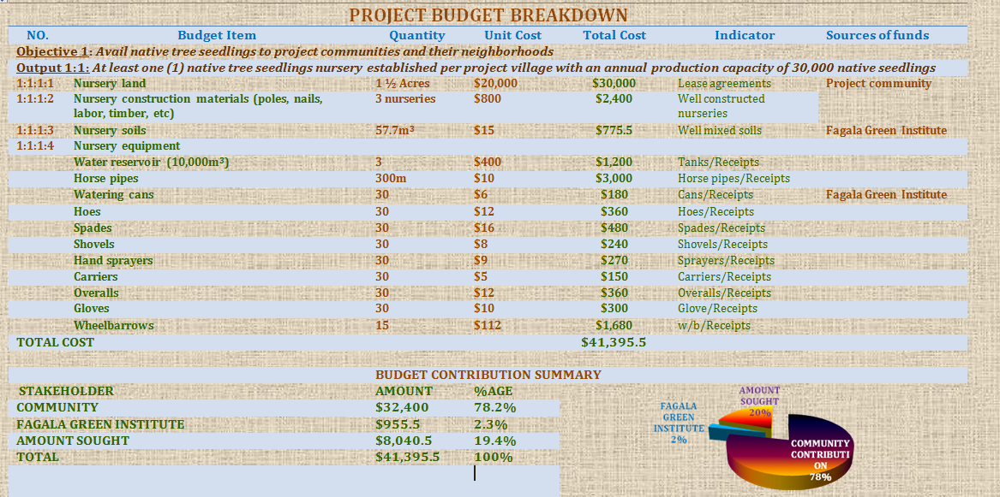 PROJECT BUDGET BREAKDOWN
NO. Budget Item Quantity Unit Cost Total Cost Indicator Sources of funds
Objective 1: Avail native tree seedlings to project communities and their neighborhoods
Output 1:1: At least one (1) native tree seedlings nursery established per project village with an annual production capacity of 30,000 native seedlings
1:1:1:1 Nursery land 1 ½ Acres $20,000 $30,000 Lease agreements Project community
1:1:1:2 Nursery construction materials (poles, nails, 3 nurseries $800 $2,400 Well constructed
labor, timber, etc) nurseries
1:1:1:3 Nursery soils 57.7m³ $15 $775.5 Well mixed soils Fagala Green Institute
1:1:1:4 Nursery equipment
Water reservoir (10,000m³) 3 $400 $1,200 Tanks/Receipts
Horse pipes 300m $10 $3,000 Horse pipes/Receipts
Watering cans 30 $6 $180 Cans/Receipts Fagala Green Institute
Hoes 30 $12 $360 Hoes/Receipts
Spades 30 $16 $480 Spades/Receipts
Shovels 30 $8 $240 Shovels/Receipts
Hand sprayers 30 $9 $270 Sprayers/Receipts
Carriers 30 $5 $150 Carriers/Receipts
Overalls 30 $12 $360 Overalls/Receipts
Gloves 30 $10 $300 Glove/Receipts
Wheelbarrows 15 $112 $1,680 w/b/Receipts
TOTAL COST $41,395.5
BUDGET CONTRIBUTION SUMMARY
STAKEHOLDER AMOUNT %AGE
COMMUNITY $32,400 78.2%
FAGALA GREEN INSTITUTE $955.5 2.3%
AMOUNT SOUGHT $8,040.5 19.4%
TOTAL $41,395.5 100%
AMOUNT
SOUGHT
20%
FAGALA
GREEN
INSTITUTE
2%
COMMUNITY
CONTRIBUTI
ON
78%